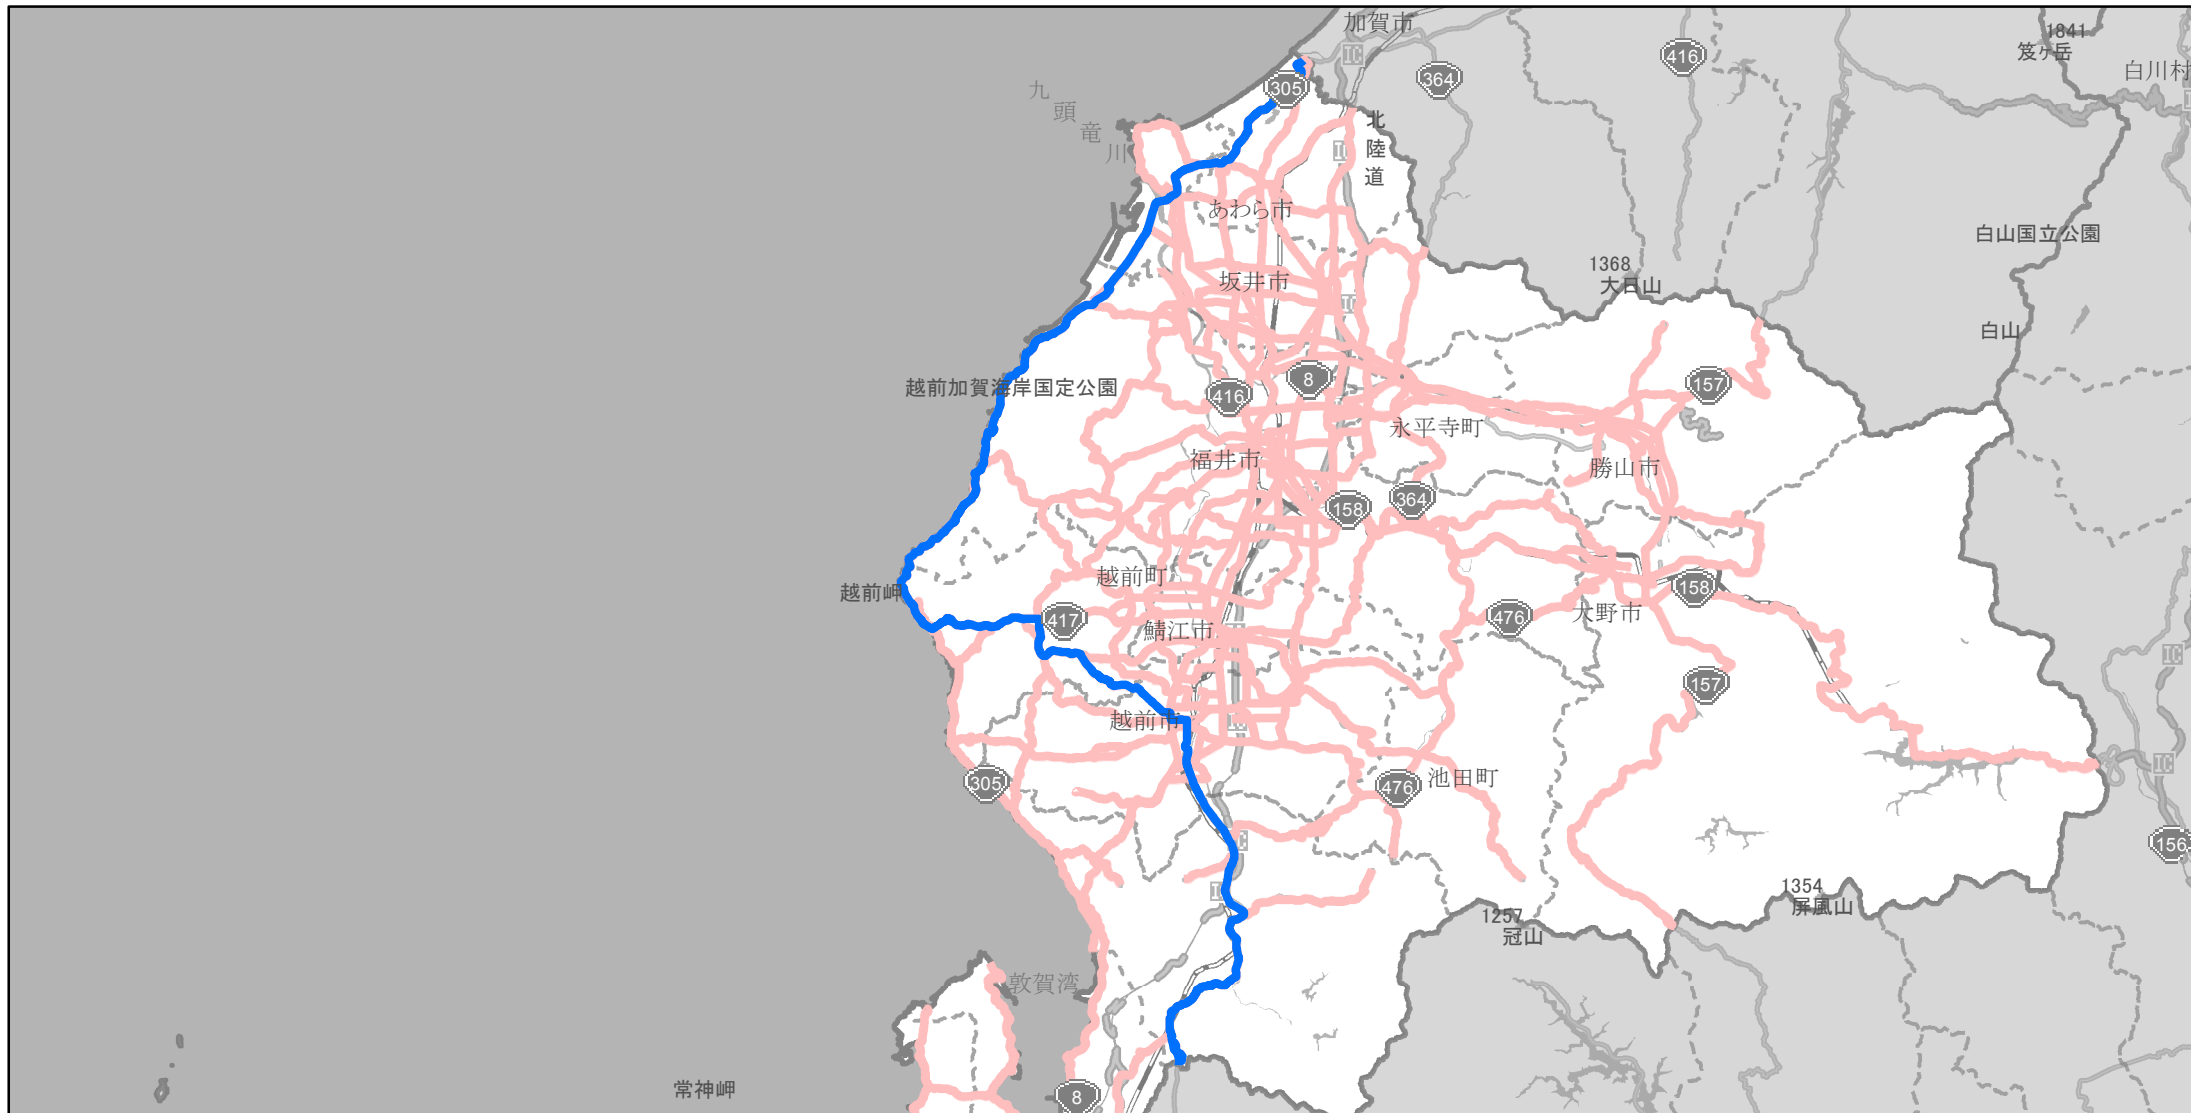 加賀市
1841
笈ヶ岳
白川村
416
364
305
IC
九頭竜川
北陸道
IC
あわら市
白山国立公園
1368
大日山
坂井市
IC
白山
越前加賀海岸国定公園
416
8
157
永平寺町
福井市
勝山市
158
364
越前町
越前岬
158
417
476
大野市
鯖江市
IC
157
越前市
IC
305
476
池田町
156
1354
屏風山
1257
冠山
敦賀湾
常神岬
8